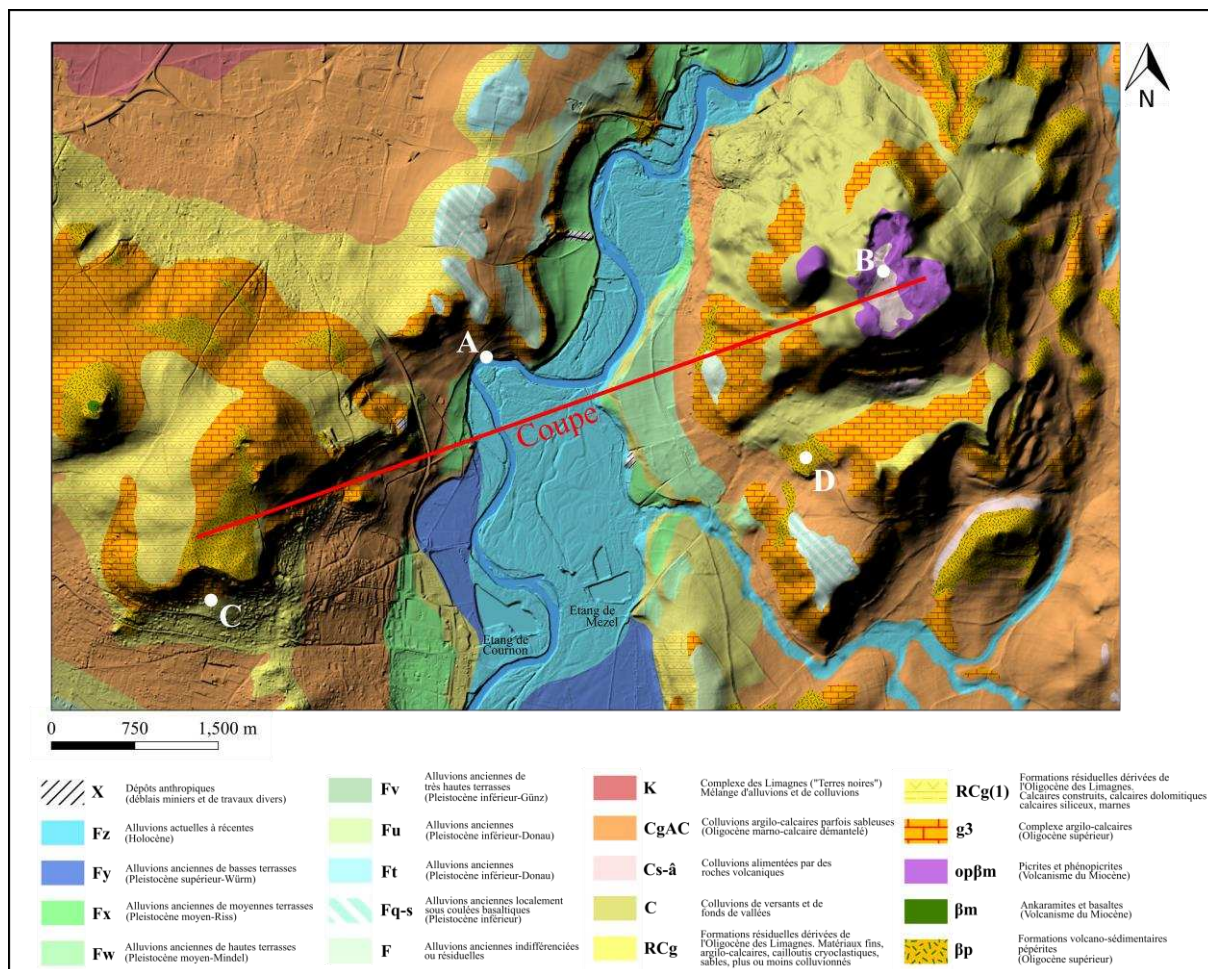 N
A
B
Coupe
D
C
Etang de
Mezel
Etang de
Cournon
0 750 1,500 m
X Dépôts anthropiques
(déblais miniers et de travaux divers)
Fz Alluvions actuelles à récentes
(Holocène)
Fy Alluvions anciennes de basses terrasses
(Pleistocène supérieur-Würm)
Fx Alluvions anciennes de moyennes terrasses
(Pleistocène moyen-Riss)
Fw Alluvions anciennes de hautes terrasses
(Pleistocène moyen-Mindel)
Fv Alluvions anciennes de
très hautes terrasses
(Pleistocène inférieur-Günz)
Fu Alluvions anciennes
(Pleistocène inférieur-Donau)
Ft Alluvions anciennes
(Pleistocène inférieur-Donau)
Fq-s Alluvions anciennes localement
sous coulées basaltiques
(Pleistocène inférieur)
F Alluvions anciennes indifférenciées
ou résiduelles
K Complexe des Limagnes ("Terres noires")
Mélange d'alluvions et de colluvions
CgAC Colluvions argilo-calcaires parfois sableuses
(Oligocène marno-calcaire démantelé)
Cs-â Colluvions alimentées par des
roches volcaniques
C Colluvions de versants et de
fonds de vallées
RCg Formations résiduelles dérivées de
l'Oligocène des Limagnes. Matériaux fins,
argilo-calcaires, cailloutis cryoclastiques,
sables, plus ou moins colluvionnés
RCg(1) Formations résiduelles dérivées de
l'Oligocène des Limagnes.
Calcaires construits, calcaires dolomitiques
calcaires siliceux, marnes
g3 Complexe argilo-calcaires
(Oligocène supérieur)
opβm Picrites et phénopicrites
(Volcanisme du Miocène)
βm Ankaramites et basaltes
(Volcanisme du Miocène)
βp Formations volcano-sédimentaires
pépérites
(Oligocène supérieur)